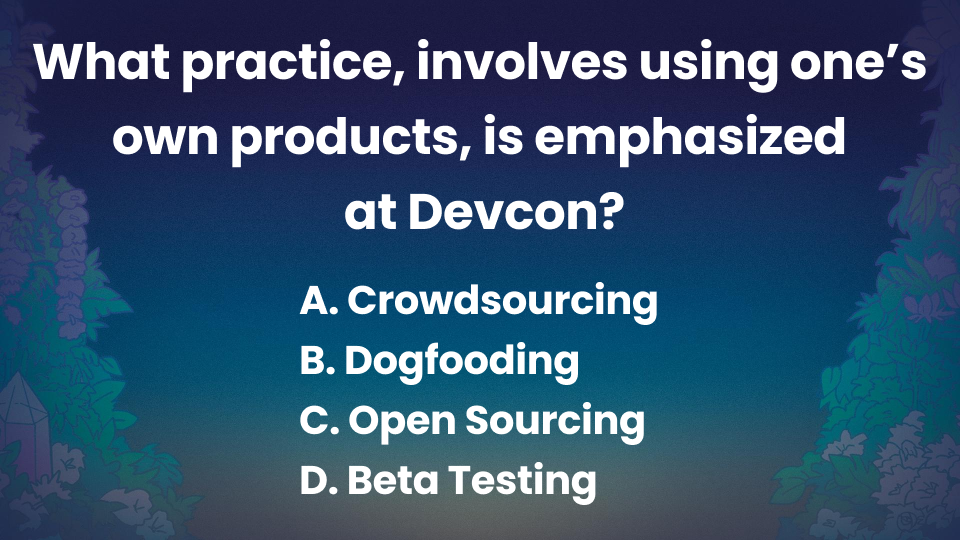 What practice, involves using one’s
own products, is emphasized
at Devcon?
A. Crowdsourcing
B. Dogfooding
C. Open Sourcing
D. Beta Testing